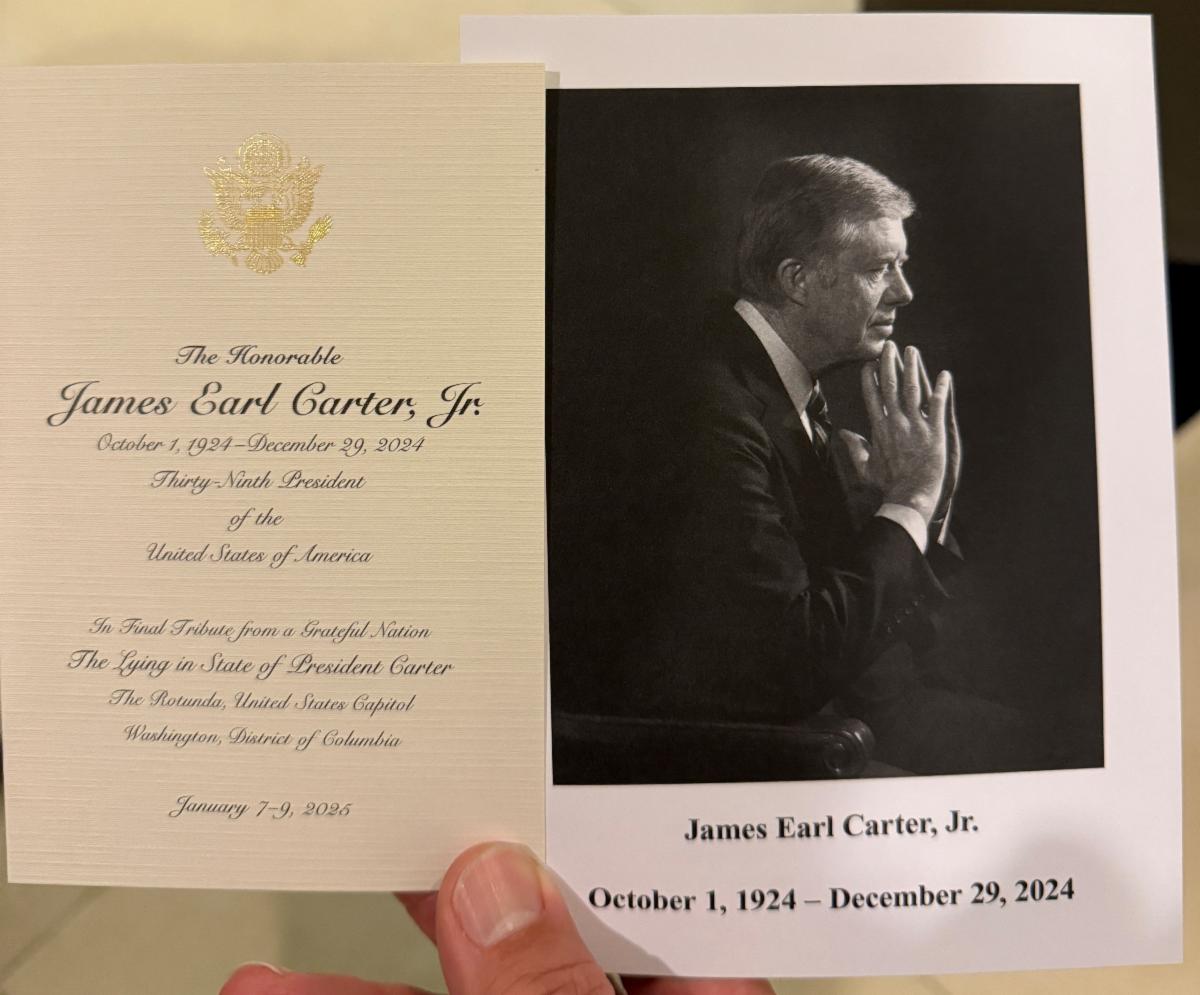 The Honorable
James Earl Carter, Jr.
October 1, 1924–December 29, 2024
Thirty-Ninth President
of the
United States of America
In Final Tribute from a Grateful Nation
The Lying in State of President Carter
The Rotunda, United States Capitol
Washington, District of Columbia
January 7–9, 2025
James Earl Carter, Jr.
October 1, 1924 – December 29, 2024